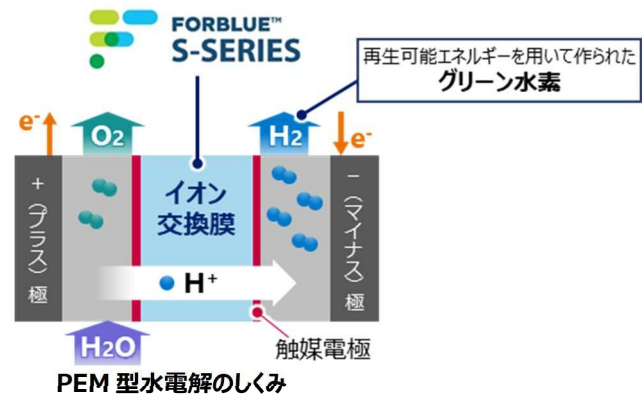 FORBLUE™
S-SERIES
再生可能エネルギーを用いて作られた
グリーン水素
e-
O2
H2
e-
+（プラス）極
イオン
交換膜
−（マイナス）極
H+
H2O
触媒電極
PEM 型水電解のしくみ